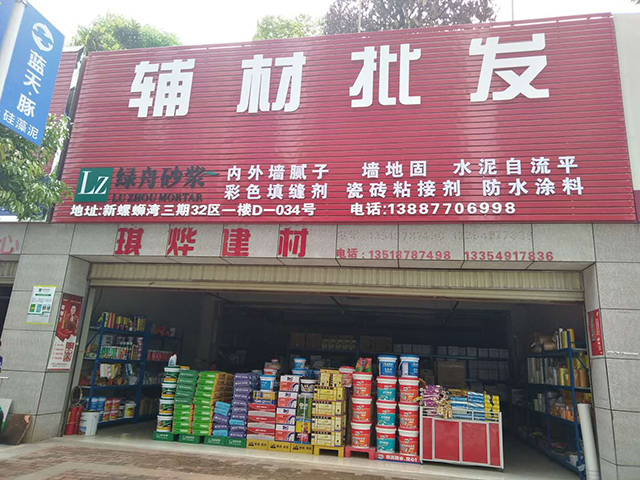 蓝天豚
硅藻泥
辅材批发
LZ 绿舟砂浆
LUZHOU MORTAR
内外墙腻子 墙地固 水泥自流平
彩色填缝剂 瓷砖粘接剂 防水涂料
地址:新螺蛳湾三期32区一楼D—034号 电话:13887706998
琪烨建材
电话:13518787498 13354917836